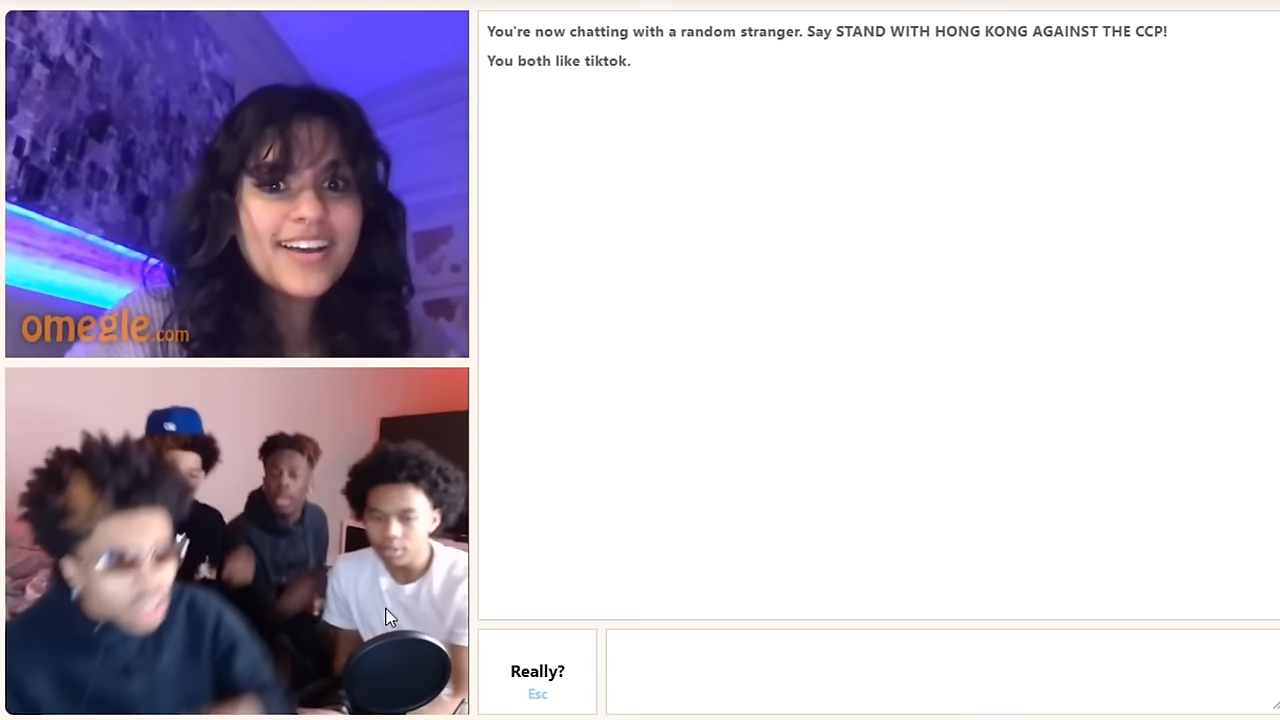 You're now chatting with a random stranger. Say STAND WITH HONG KONG AGAINST THE CCP!
You both like tiktok.
omegle.com
Really?
Esc